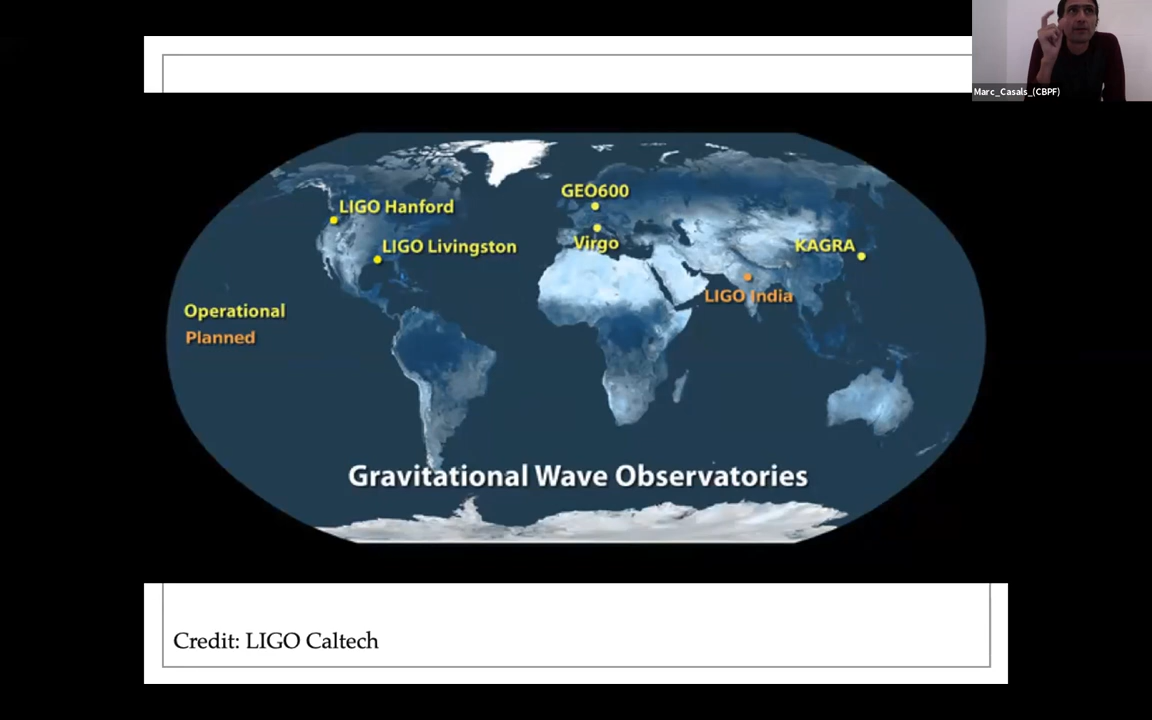 Marc_Casals_(CBPF)
GEO600
LIGO Hanford
Virgo
KAGRA
LIGO Livingston
LIGO India
Operational
Planned
Gravitational Wave Observatories
Credit: LIGO Caltech